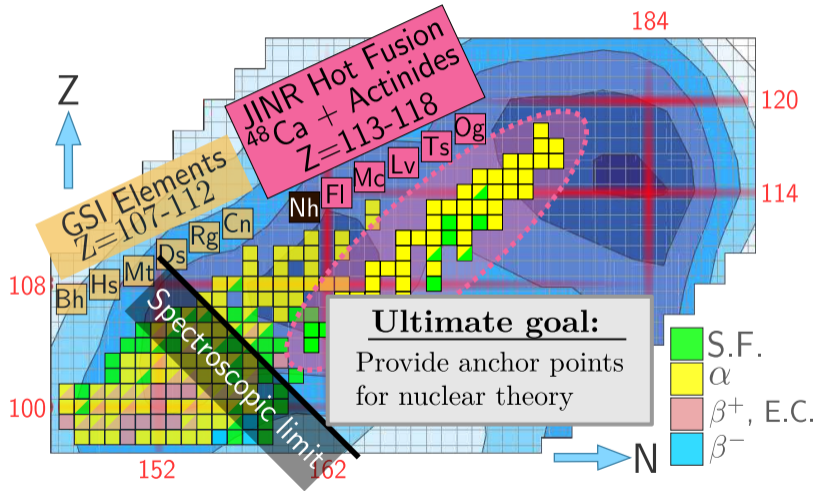 184
JINR Hot Fusion
⁴⁸Ca + Actinides
Z=113-118
Z
120
GSI Elements
Z=107-112
Og
Ts
Lv
Mc
Fl
Nh
114
Cn
Rg
Ds
Mt
Hs
Bh
108
Spectroscopic limit
Ultimate goal:
Provide anchor points
for nuclear theory
S.F.
α
β⁺, E.C.
β⁻
100
N
152
162